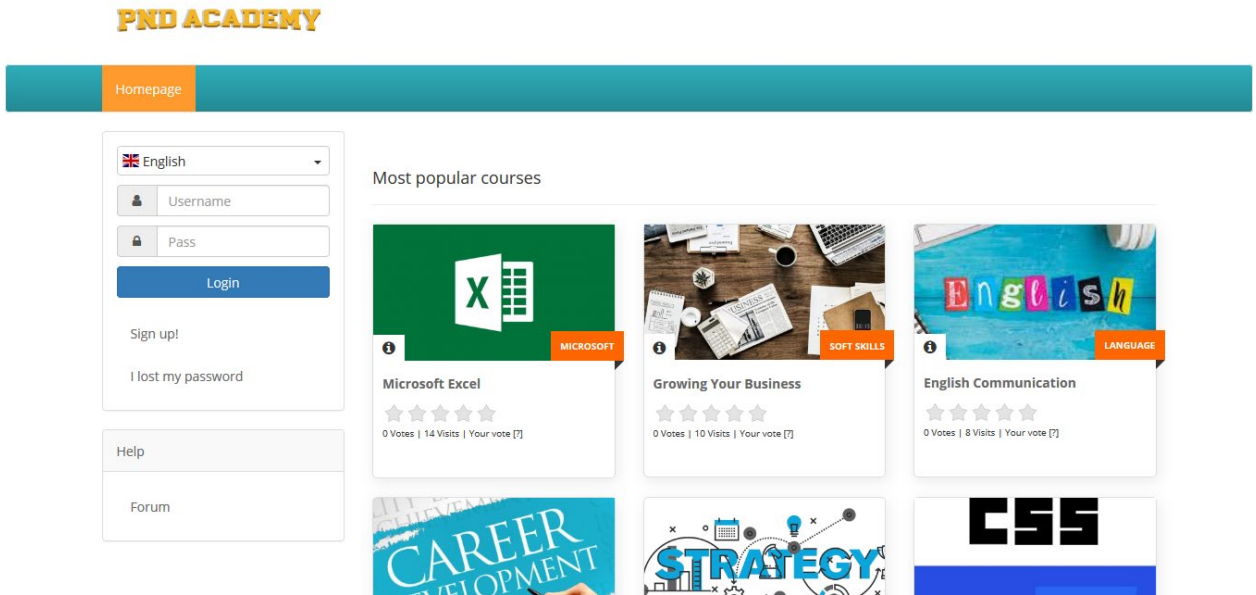 PND ACADEMY
Homepage
English
Username
Pass
Login
Sign up!
I lost my password
Help
Forum
Most popular courses
X
MICROSOFT
Microsoft Excel
0 Votes | 14 Visits | Your vote [?]
BUSINESS
SOFT SKILLS
Growing Your Business
0 Votes | 10 Visits | Your vote [?]
EngliSh
LANGUAGE
English Communication
0 Votes | 8 Visits | Your vote [?]
CAREER
DEVELOPMENT
STRATEGY
CSS